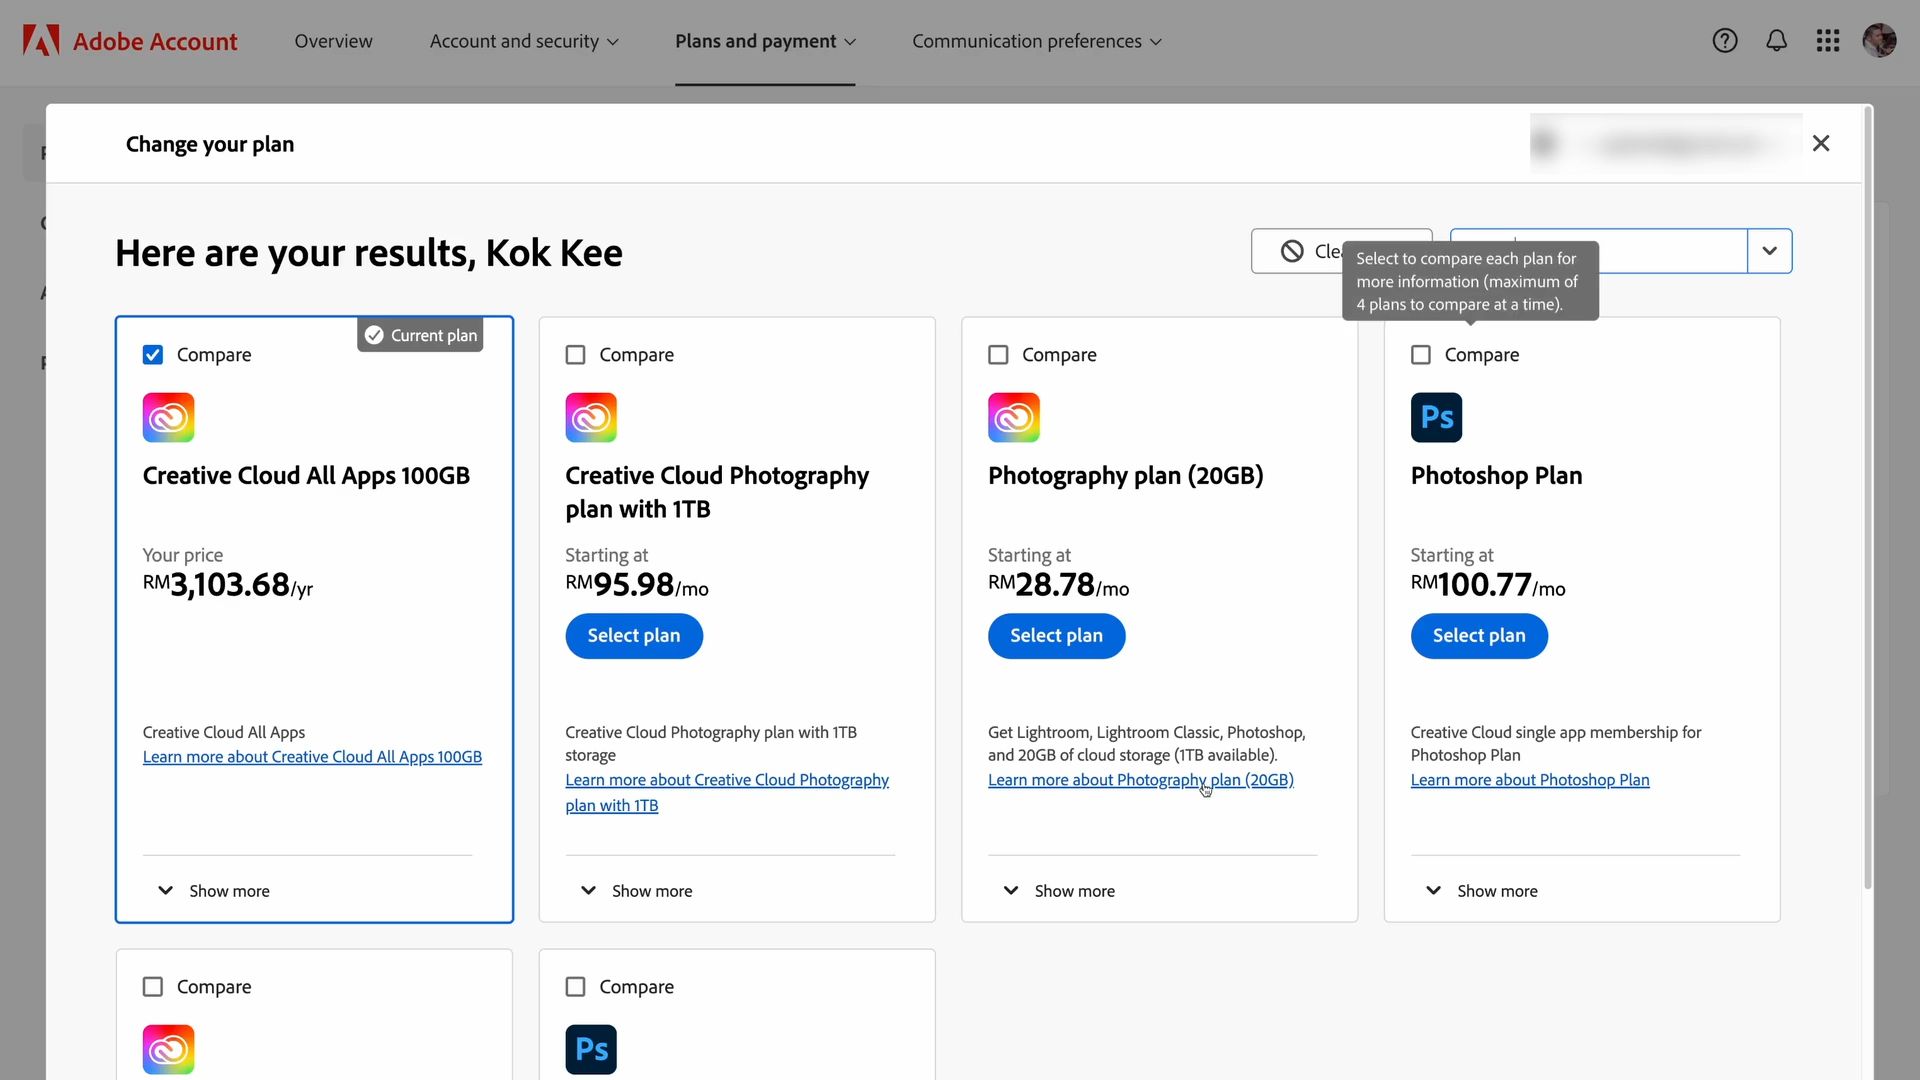 Adobe Account
Overview
Account and security
Plans and payment
Communication preferences
Change your plan
Here are your results, Kok Kee
Select to compare each plan for
more information (maximum of
4 plans to compare at a time).
Compare
Current plan
Creative Cloud All Apps 100GB
Your price
RM3,103.68/yr
Creative Cloud All Apps
Learn more about Creative Cloud All Apps 100GB
Show more
Compare
Creative Cloud Photography
plan with 1TB
Starting at
RM95.98/mo
Select plan
Creative Cloud Photography plan with 1TB
storage
Learn more about Creative Cloud Photography
plan with 1TB
Show more
Compare
Photography plan (20GB)
Starting at
RM28.78/mo
Select plan
Get Lightroom, Lightroom Classic, Photoshop,
and 20GB of cloud storage (1TB available).
Learn more about Photography plan (20GB)
Show more
Compare
Ps
Photoshop Plan
Starting at
RM100.77/mo
Select plan
Creative Cloud single app membership for
Photoshop Plan
Learn more about Photoshop Plan
Show more
Compare
Compare
Ps